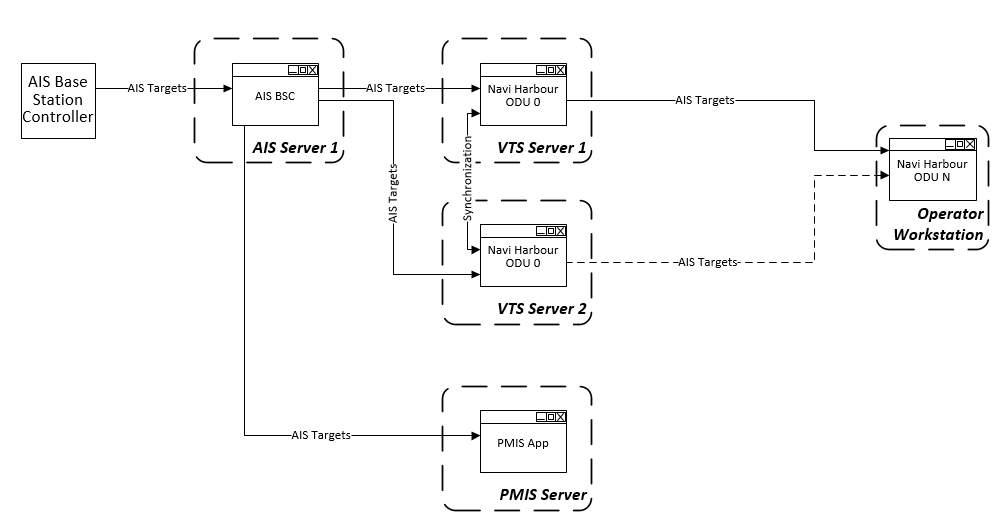 AIS Base
Station
Controller
AIS Targets
AIS BSC
AIS Server 1
AIS Targets
AIS Targets
Navi Harbour
ODU 0
VTS Server 1
Synchronization
Navi Harbour
ODU 0
VTS Server 2
AIS Targets
AIS Targets
Navi Harbour
ODU N
Operator
Workstation
AIS Targets
PMIS App
PMIS Server